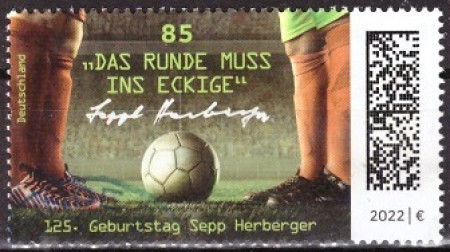 85
„DAS RUNDE MUSS
INS ECKIGE“
Sepp Herberger
Deutschland
125. Geburtstag Sepp Herberger
2022 | €